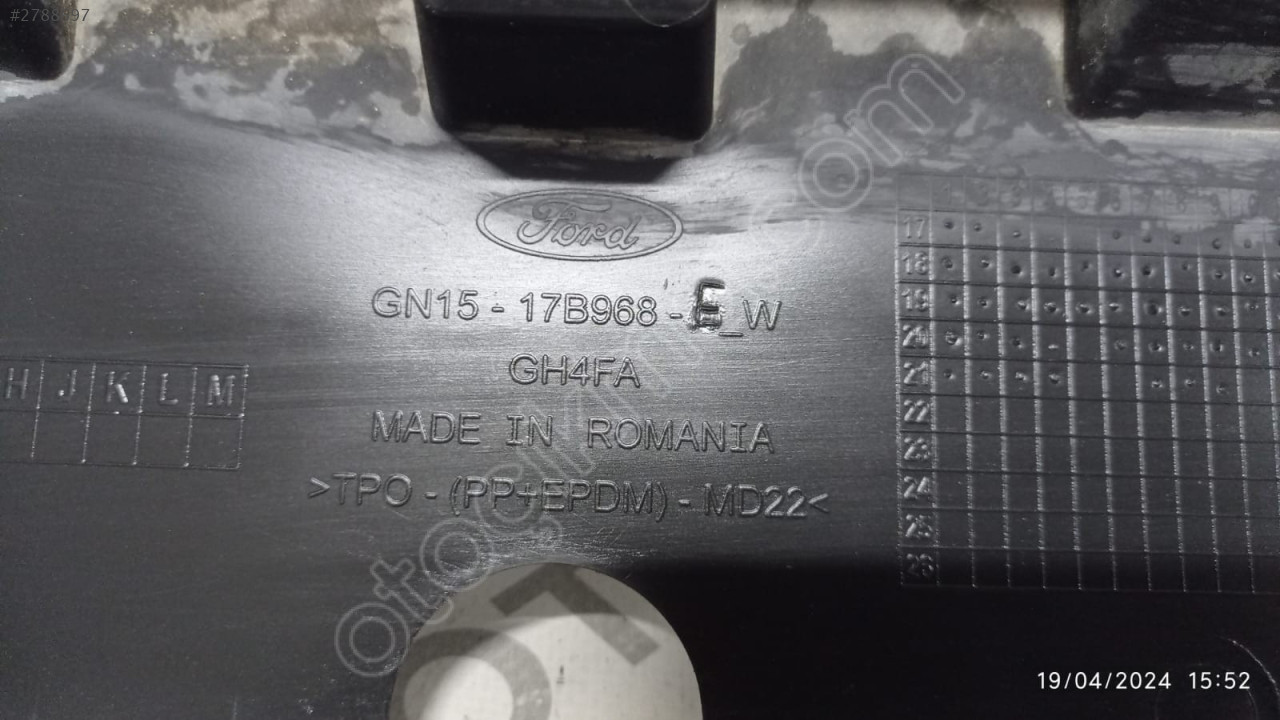 #2788697
Ford
GN15 - 17B968 - E_W
GH4FA
MADE IN ROMANIA
>TPO - (PP+EPDM) - MD22<
H J K L M
17
18
19
20
21
22
23
24
25
26
19/04/2024 15:52